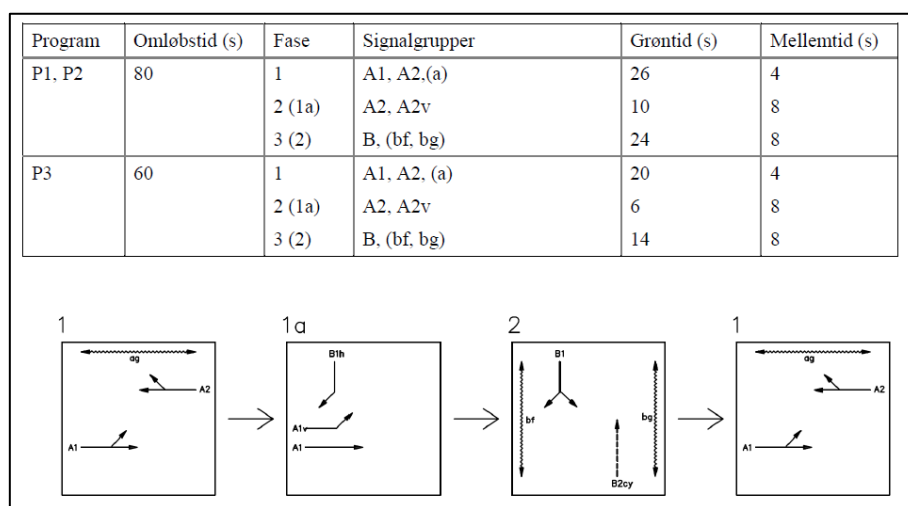 Program Omløbstid (s) Fase Signalgrupper Grøntid (s) Mellemtid (s)
P1, P2 80 1 A1, A2,(a) 26 4
2 (1a) A2, A2v 10 8
3 (2) B, (bf, bg) 24 8
P3 60 1 A1, A2, (a) 20 4
2 (1a) A2, A2v 6 8
3 (2) B, (bf, bg) 14 8
1 1a 2 1
ag B1h B1 ag
A2 A2
bf bg
A1v
A1 A1 A1
B2cy